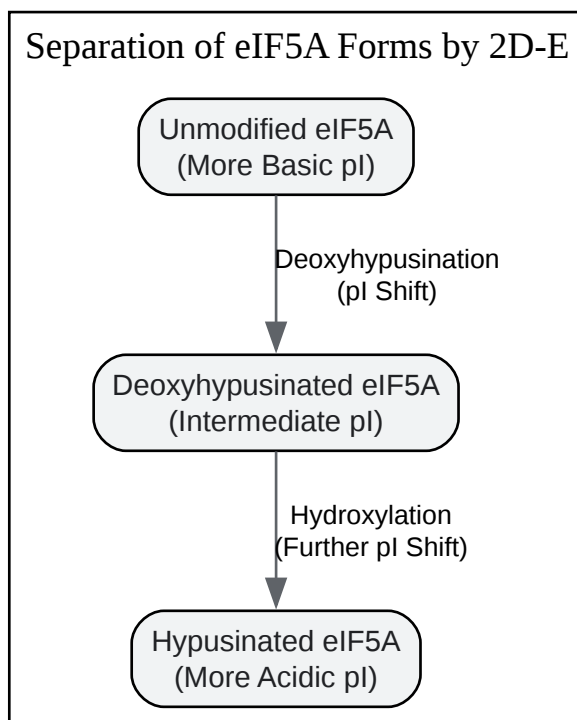 Separation of eIF5A Forms by 2D-E
Unmodified eIF5A
(More Basic pI)
Deoxyhypusination
(pI Shift)
Deoxyhypusinated eIF5A
(Intermediate pI)
Hydroxylation
(Further pI Shift)
Hypusinated eIF5A
(More Acidic pI)